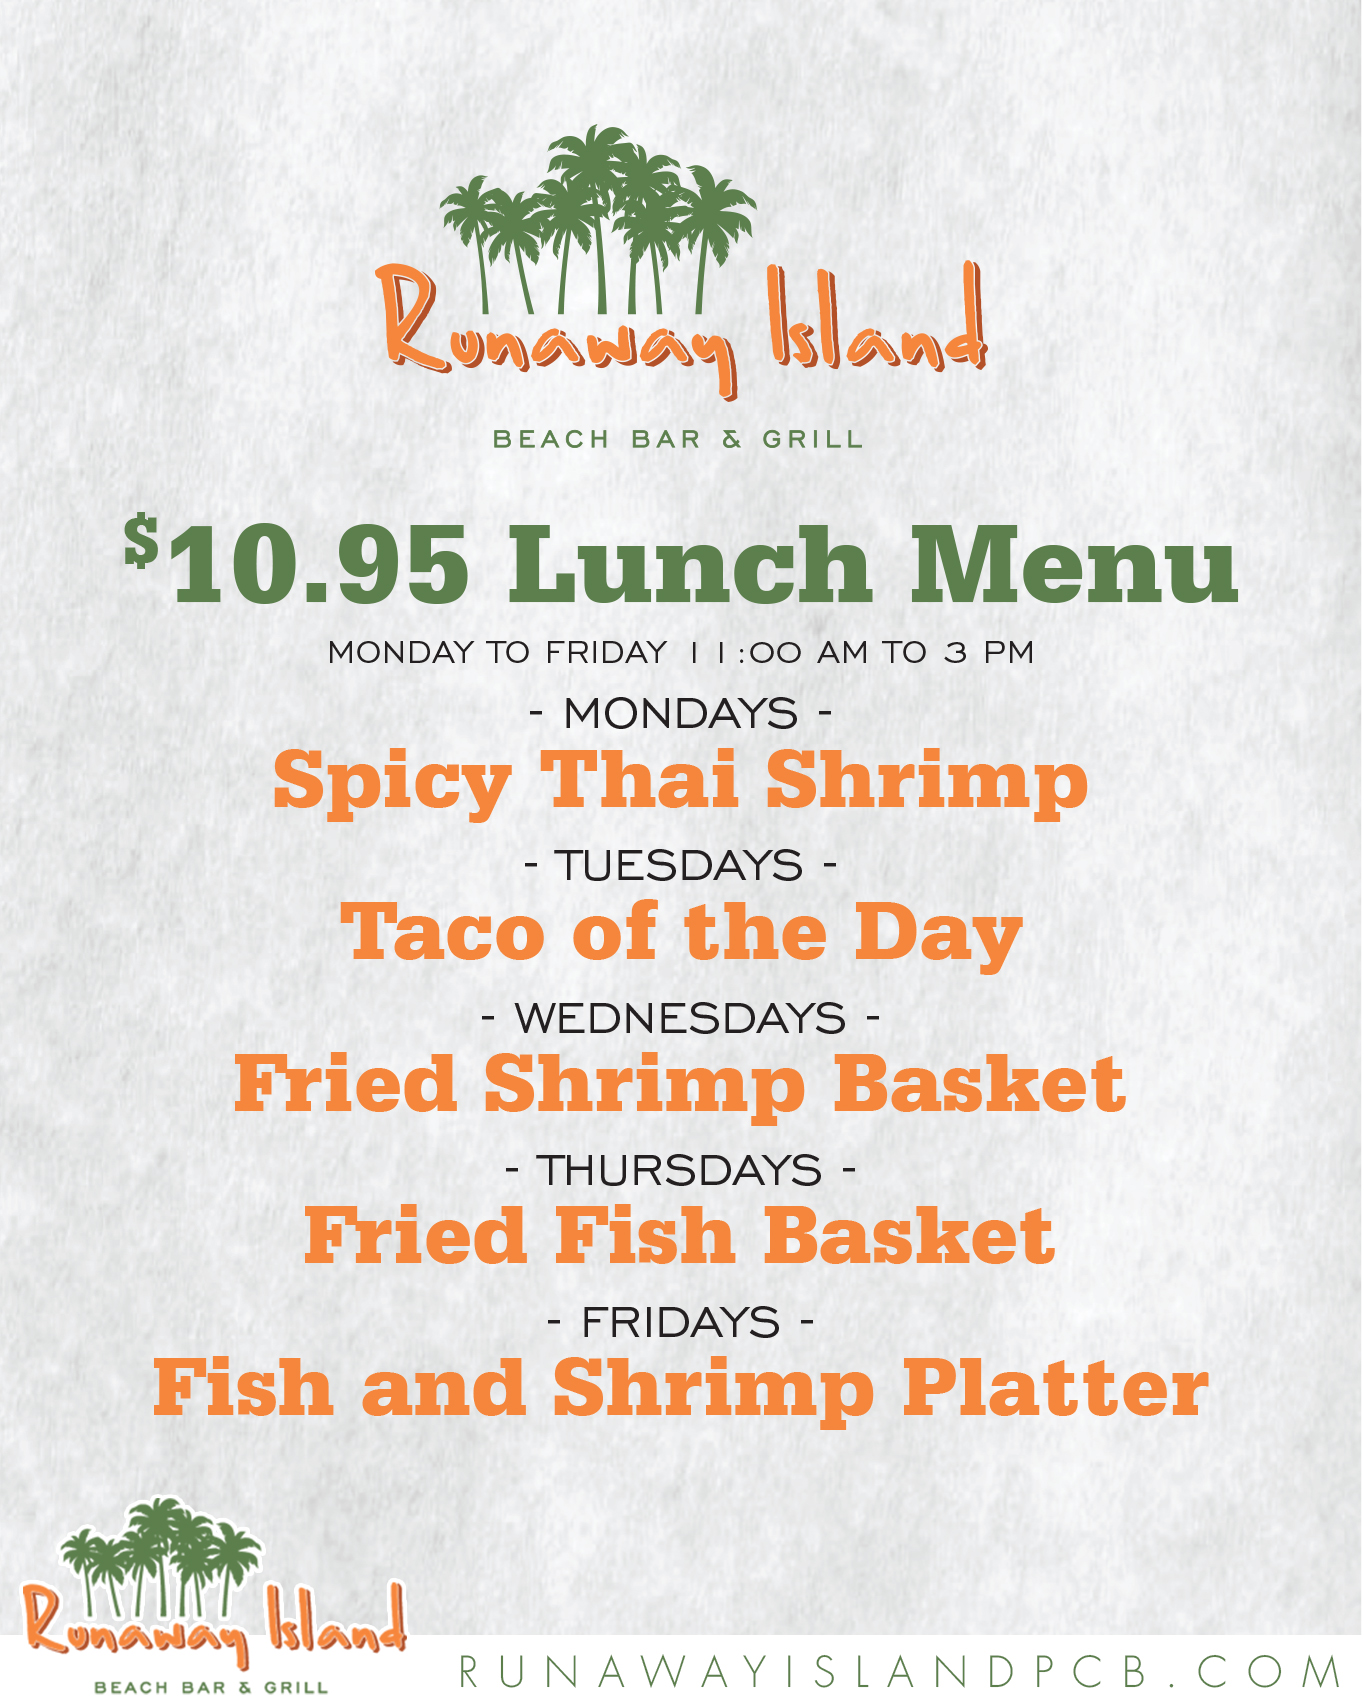 Runaway Island
BEACH BAR & GRILL
$10.95 Lunch Menu
MONDAY TO FRIDAY 11:00 AM TO 3 PM
- MONDAYS -
Spicy Thai Shrimp
- TUESDAYS -
Taco of the Day
- WEDNESDAYS -
Fried Shrimp Basket
- THURSDAYS -
Fried Fish Basket
- FRIDAYS -
Fish and Shrimp Platter
Runaway Island
BEACH BAR & GRILL
RUNAWAYISLANDPCB.COM